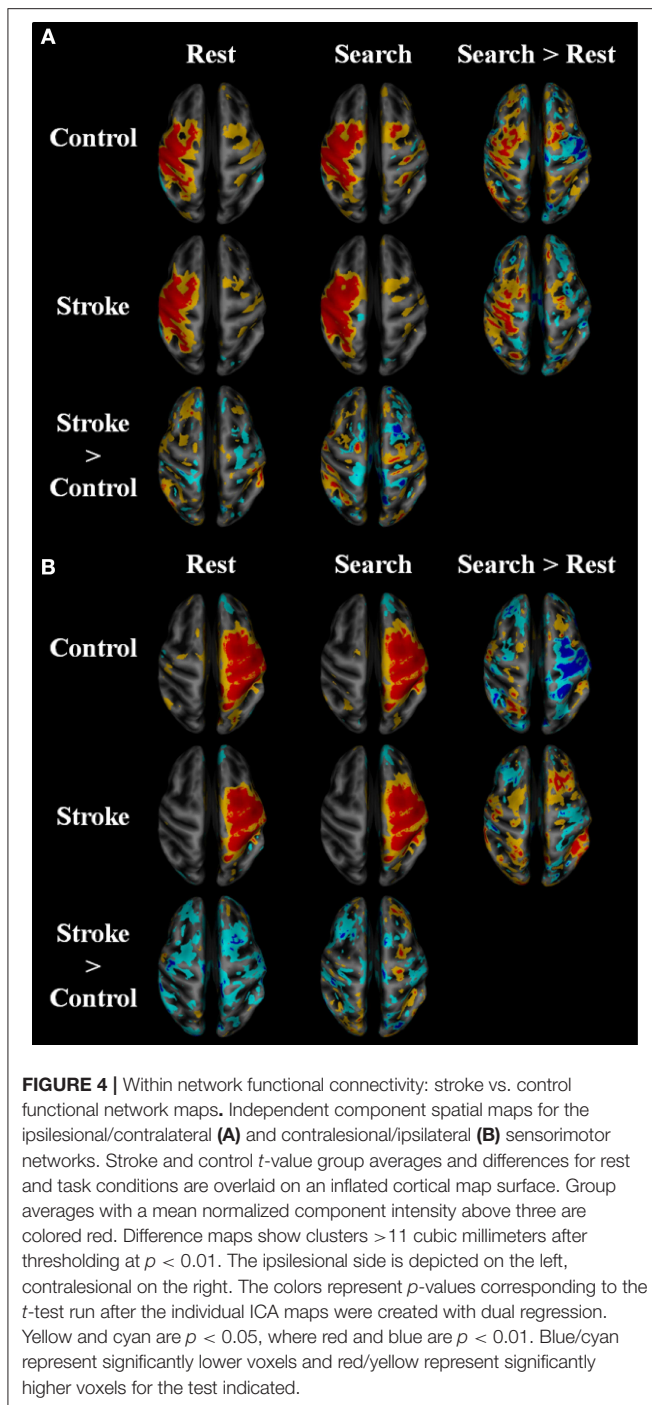 A
Rest Search Search > Rest
Control
Stroke
Stroke
>
Control
B
Rest Search Search > Rest
Control
Stroke
Stroke
>
Control
FIGURE 4 | Within network functional connectivity: stroke vs. control
functional network maps. Independent component spatial maps for the
ipsilesional/contralateral (A) and contralesional/ipsilateral (B) sensorimotor
networks. Stroke and control t-value group averages and differences for rest
and task conditions are overlaid on an inflated cortical map surface. Group
averages with a mean normalized component intensity above three are
colored red. Difference maps show clusters >11 cubic millimeters after
thresholding at p < 0.01. The ipsilesional side is depicted on the left,
contralesional on the right. The colors represent p-values corresponding to the
t-test run after the individual ICA maps were created with dual regression.
Yellow and cyan are p < 0.05, where red and blue are p < 0.01. Blue/cyan
represent significantly lower voxels and red/yellow represent significantly
higher voxels for the test indicated.